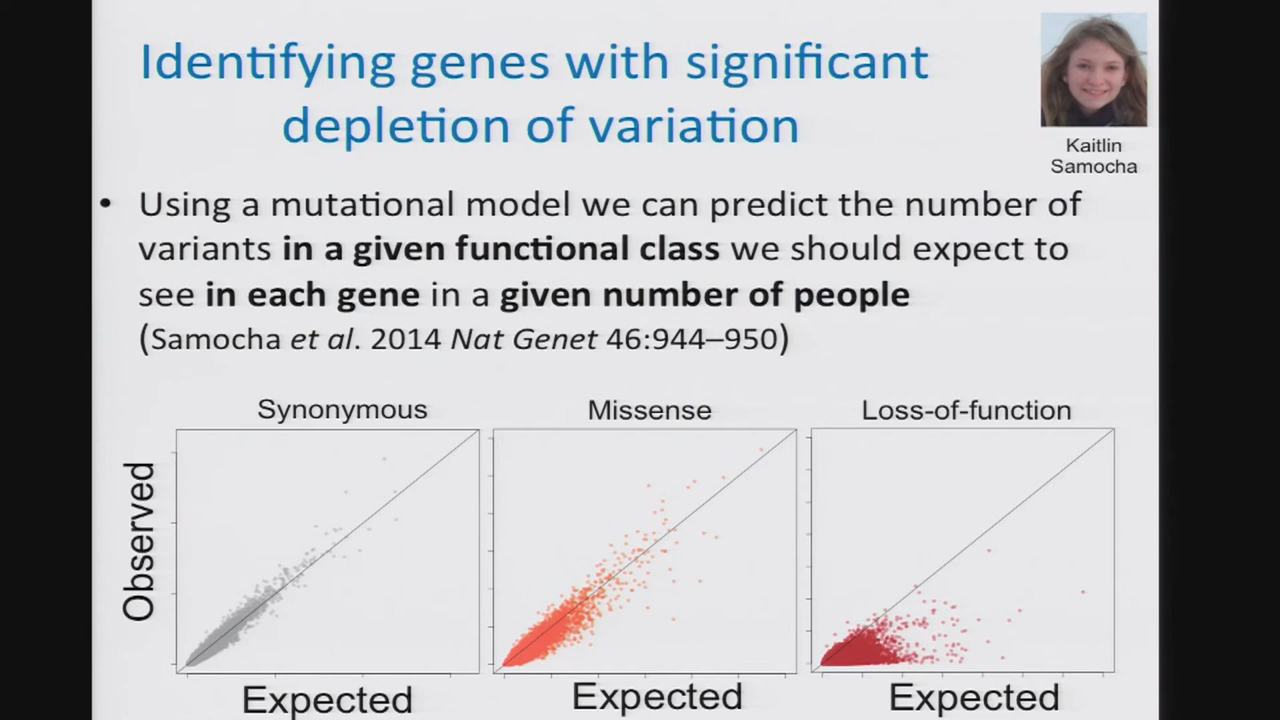 Identifying genes with significant
depletion of variation
Kaitlin
Samocha
• Using a mutational model we can predict the number of
variants in a given functional class we should expect to
see in each gene in a given number of people
(Samocha et al. 2014 Nat Genet 46:944–950)
Synonymous
Missense
Loss-of-function
Observed
Expected
Expected
Expected